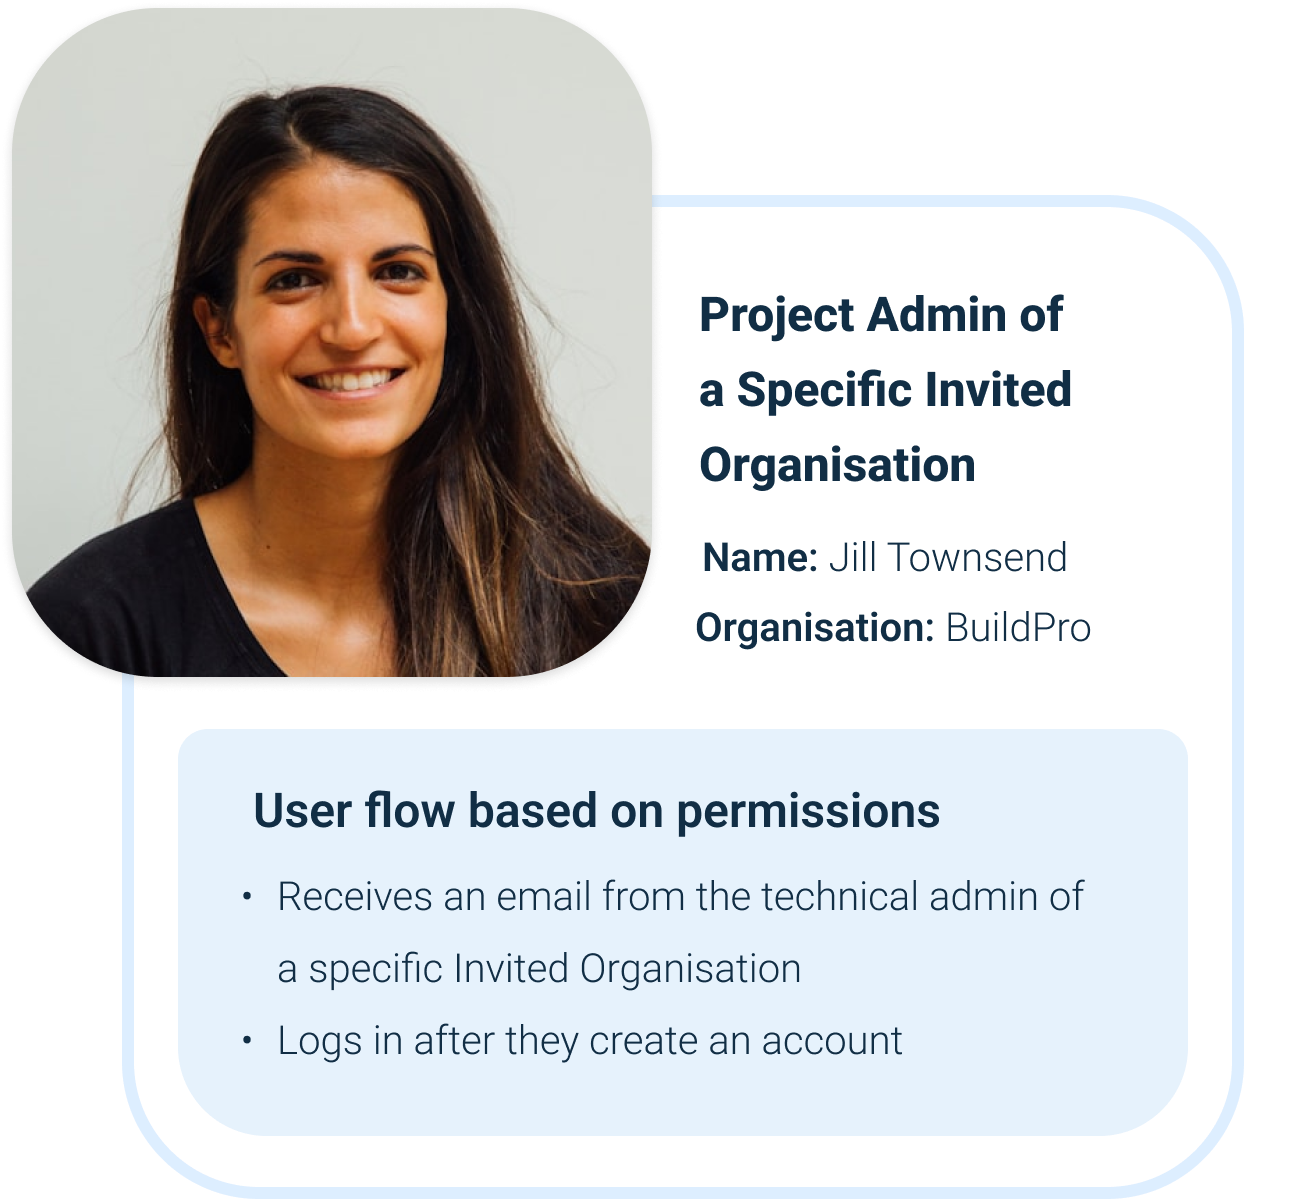 Project Admin of
a Specific Invited
Organisation
Name: Jill Townsend
Organisation: BuildPro
User flow based on permissions
• Receives an email from the technical admin of
a specific Invited Organisation
• Logs in after they create an account